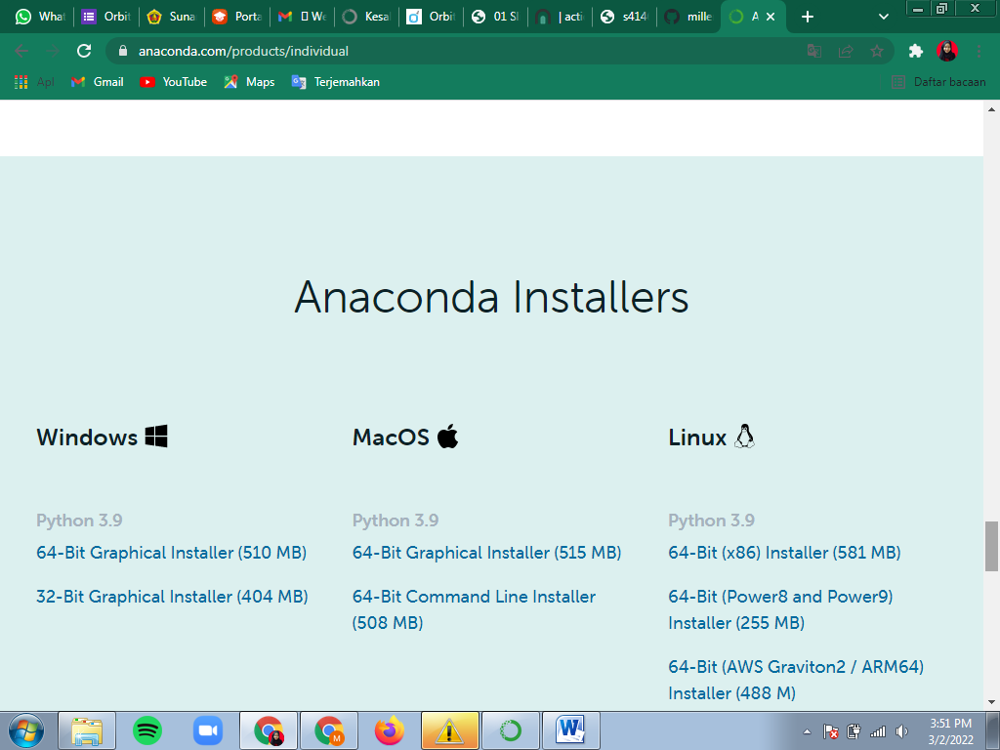 What
Orbit
Suna
Porta
We
Kesal
Orbit
01 Sl
| acti
s414
mille
A
anaconda.com/products/individual
Apl
Gmail
YouTube
Maps
Terjemahkan
Daftar bacaan
Anaconda Installers
Windows
MacOS
Linux
Python 3.9
Python 3.9
Python 3.9
64-Bit Graphical Installer (510 MB)
64-Bit Graphical Installer (515 MB)
64-Bit (x86) Installer (581 MB)
32-Bit Graphical Installer (404 MB)
64-Bit Command Line Installer
(508 MB)
64-Bit (Power8 and Power9)
Installer (255 MB)
64-Bit (AWS Graviton2 / ARM64)
Installer (488 M)
3:51 PM
3/2/2022